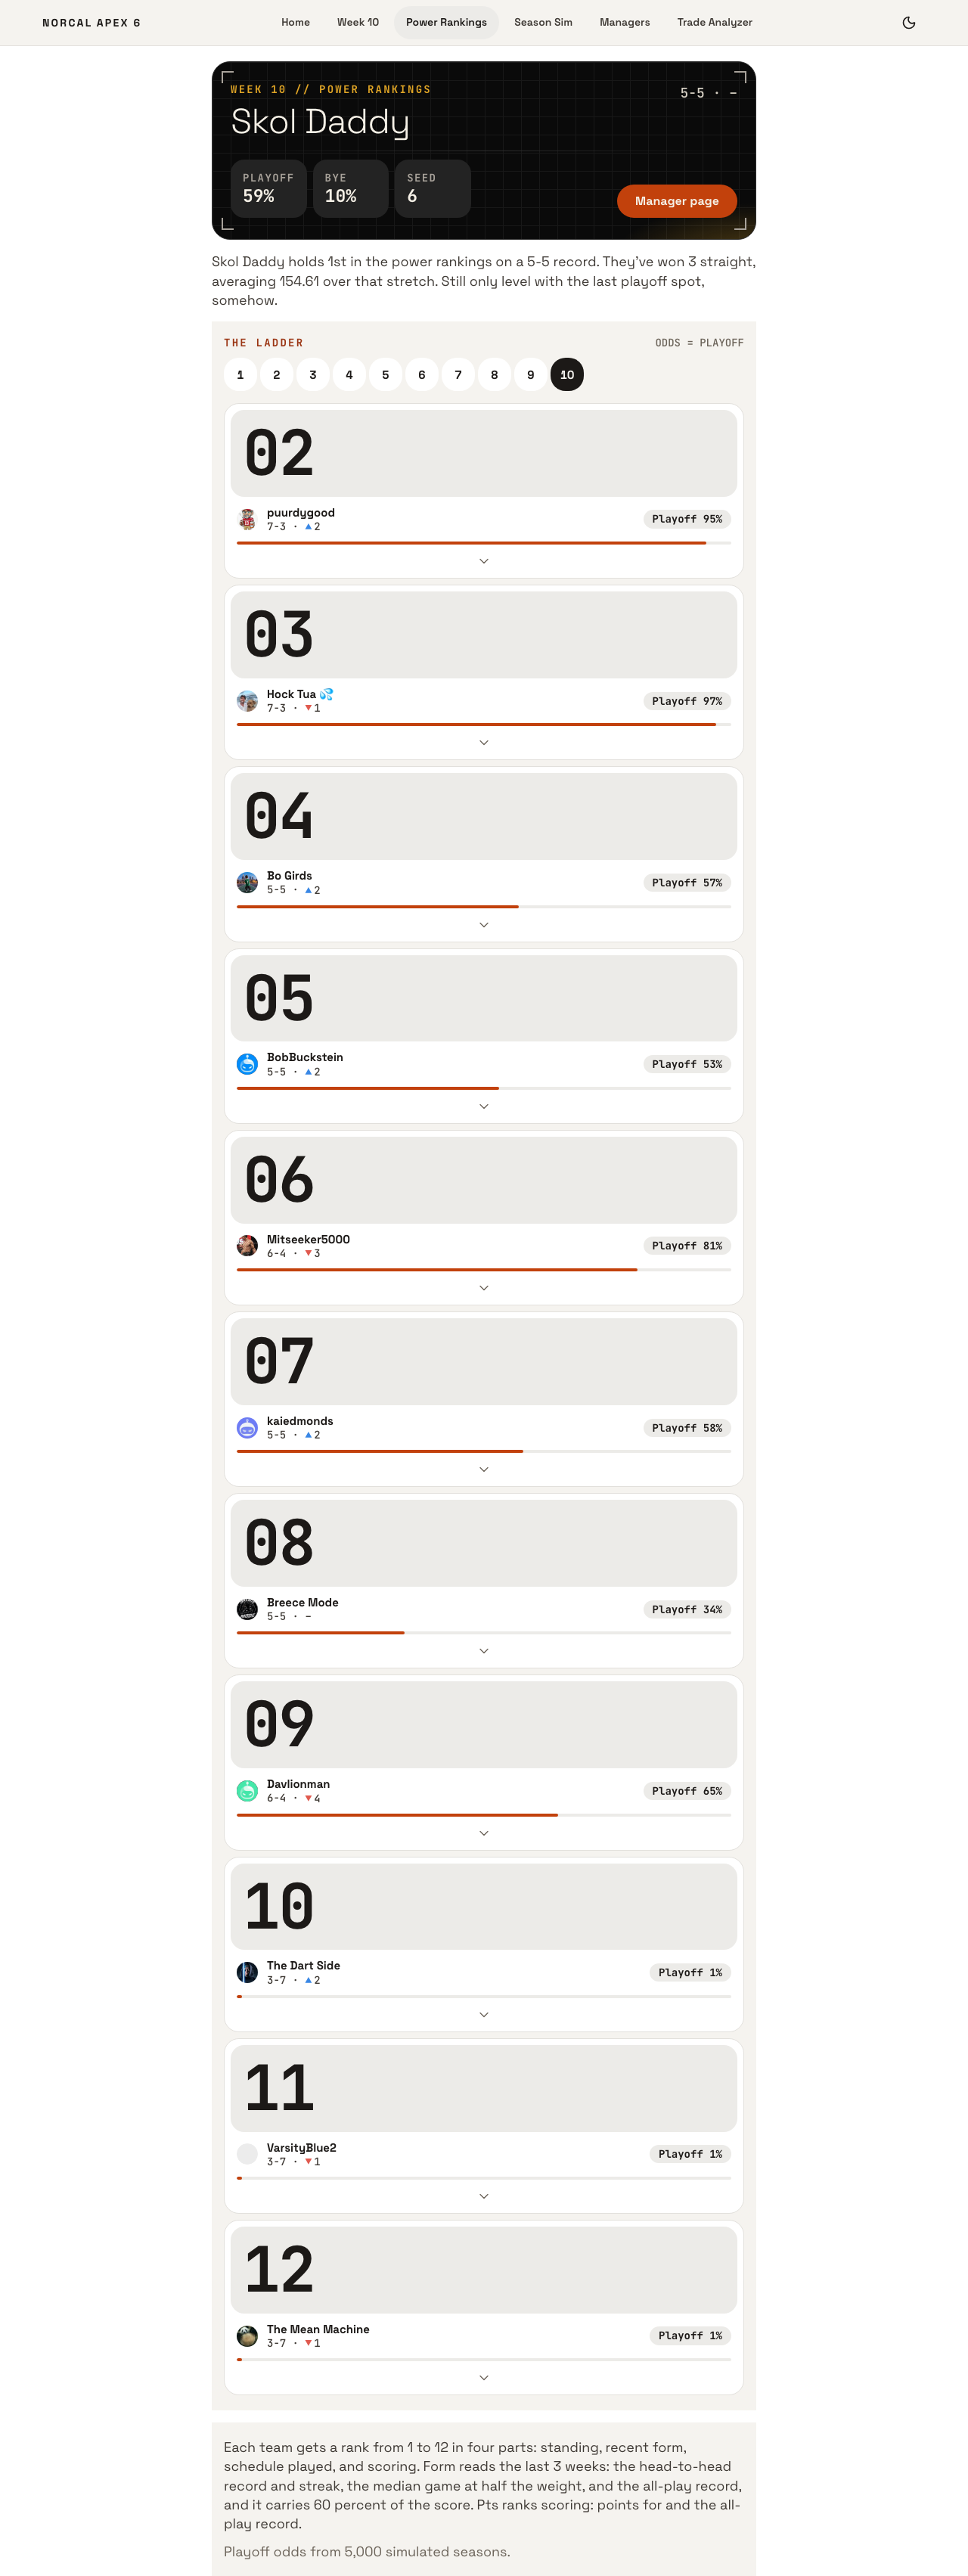 NORCAL APEX 6
Home
Week 10
Power Rankings
Season Sim
Managers
Trade Analyzer
WEEK 10 // POWER RANKINGS
5-5 · –
Skol Daddy
PLAYOFF
59%
BYE
10%
SEED
6
Manager page
Skol Daddy holds 1st in the power rankings on a 5-5 record. They've won 3 straight,
averaging 154.61 over that stretch. Still only level with the last playoff spot,
somehow.
THE LADDER
ODDS = PLAYOFF
1 2 3 4 5 6 7 8 9 10
02
puurdygood
7-3 · ▲2
Playoff 95%
03
Hock Tua 💦
7-3 · ▼1
Playoff 97%
04
Bo Girds
5-5 · ▲2
Playoff 57%
05
BobBuckstein
5-5 · ▲2
Playoff 53%
06
Mitseeker5000
6-4 · ▼3
Playoff 81%
07
kaiedmonds
5-5 · ▲2
Playoff 58%
08
Breece Mode
5-5 · –
Playoff 34%
09
Davlionman
6-4 · ▼4
Playoff 65%
10
The Dart Side
3-7 · ▲2
Playoff 1%
11
VarsityBlue2
3-7 · ▼1
Playoff 1%
12
The Mean Machine
3-7 · ▼1
Playoff 1%
Each team gets a rank from 1 to 12 in four parts: standing, recent form,
schedule played, and scoring. Form reads the last 3 weeks: the head-to-head
record and streak, the median game at half the weight, and the all-play record,
and it carries 60 percent of the score. Pts ranks scoring: points for and the all-
play record.
Playoff odds from 5,000 simulated seasons.